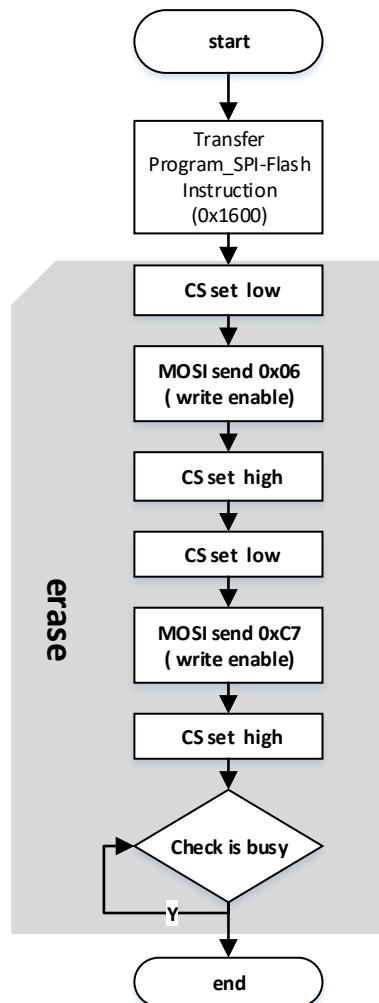 start
Transfer
Program_SPI-Flash
Instruction
(0x1600)
CS set low
MOSI send 0x06
( write enable)
CS set high
CS set low
MOSI send 0xC7
( write enable)
CS set high
erase
Check is busy
Y
end